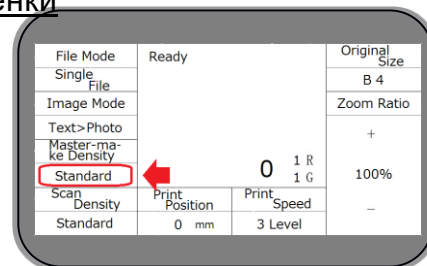 енки
File Mode
Ready
Original
Size
Single
File
B 4
Image Mode
Zoom Ratio
Text>Photo
+
Master-ma-
ke Density
0
1 R
1 G
Standard
100%
Scan
Density
Print
Position
Print
Speed
Standard
0 mm
3 Level
–